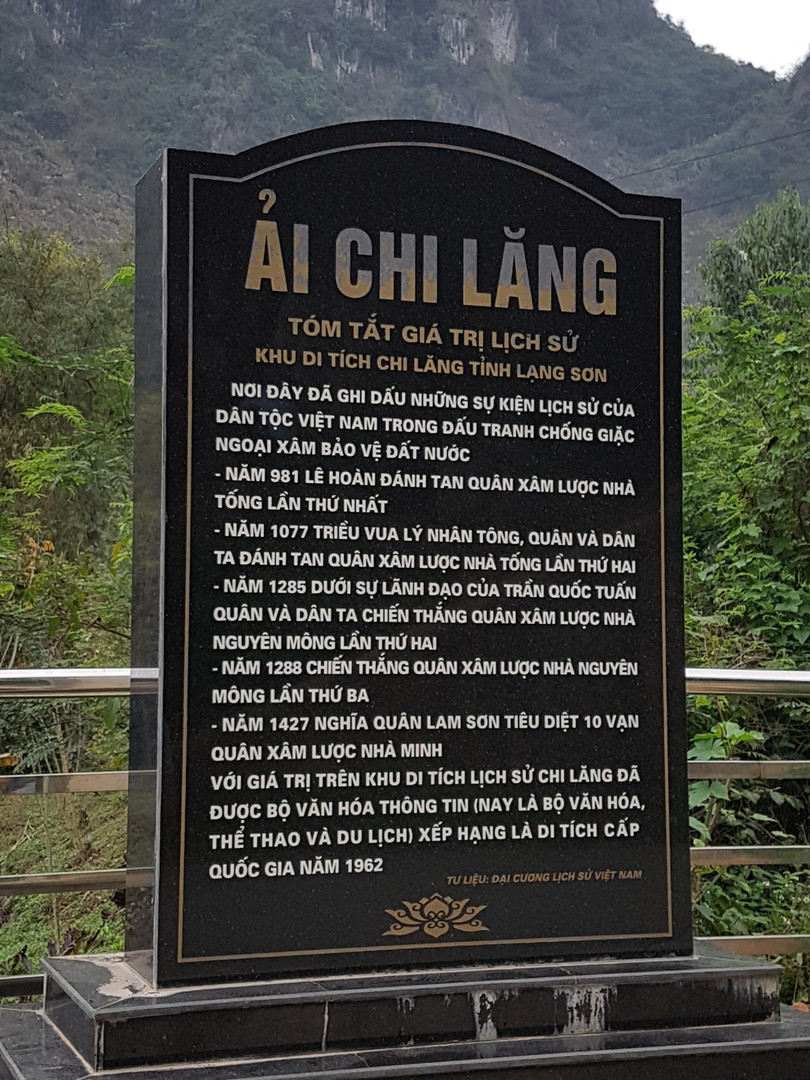 ẢI CHI LĂNG
TÓM TẮT GIÁ TRỊ LỊCH SỬ
KHU DI TÍCH CHI LĂNG TỈNH LẠNG SƠN
NƠI ĐÂY ĐÃ GHI DẤU NHỮNG SỰ KIỆN LỊCH SỬ CỦA
DÂN TỘC VIỆT NAM TRONG ĐẤU TRANH CHỐNG GIẶC
NGOẠI XÂM BẢO VỆ ĐẤT NƯỚC
- NĂM 981 LÊ HOÀN ĐÁNH TAN QUÂN XÂM LƯỢC NHÀ
TỐNG LẦN THỨ NHẤT
- NĂM 1077 TRIỀU VUA LÝ NHÂN TÔNG, QUÂN VÀ DÂN
TA ĐÁNH TAN QUÂN XÂM LƯỢC NHÀ TỐNG LẦN THỨ HAI
- NĂM 1285 DƯỚI SỰ LÃNH ĐẠO CỦA TRẦN QUỐC TUẤN
QUÂN VÀ DÂN TA CHIẾN THẮNG QUÂN XÂM LƯỢC NHÀ
NGUYÊN MÔNG LẦN THỨ HAI
- NĂM 1288 CHIẾN THẮNG QUÂN XÂM LƯỢC NHÀ NGUYÊN
MÔNG LẦN THỨ BA
- NĂM 1427 NGHĨA QUÂN LAM SƠN TIÊU DIỆT 10 VẠN
QUÂN XÂM LƯỢC NHÀ MINH
VỚI GIÁ TRỊ TRÊN KHU DI TÍCH LỊCH SỬ CHI LĂNG ĐÃ
ĐƯỢC BỘ VĂN HÓA THÔNG TIN (NAY LÀ BỘ VĂN HÓA,
THỂ THAO VÀ DU LỊCH) XẾP HẠNG LÀ DI TÍCH CẤP
QUỐC GIA NĂM 1962
TƯ LIỆU: ĐẠI CƯƠNG LỊCH SỬ VIỆT NAM